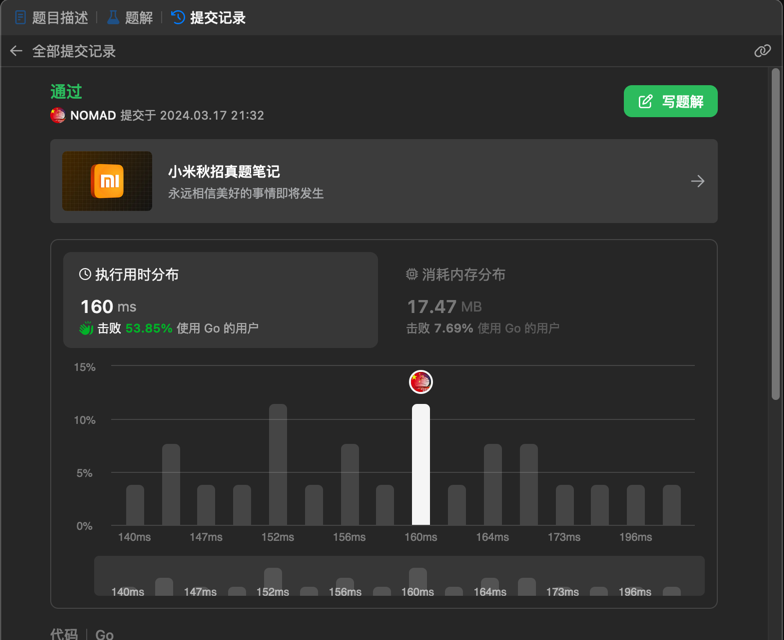 题目描述 | 题解 | 提交记录
全部提交记录
通过
NOMAD 提交于 2024.03.17 21:32
写题解
小米秋招真题笔记
永远相信美好的事情即将发生
执行用时分布
160 ms
击败 53.85% 使用 Go 的用户
消耗内存分布
17.47 MB
击败 7.69% 使用 Go 的用户
15%
10%
5%
0%
140ms 147ms 152ms 156ms 160ms 164ms 173ms 196ms
140ms 147ms 152ms 156ms 160ms 164ms 173ms 196ms
代码 | Go